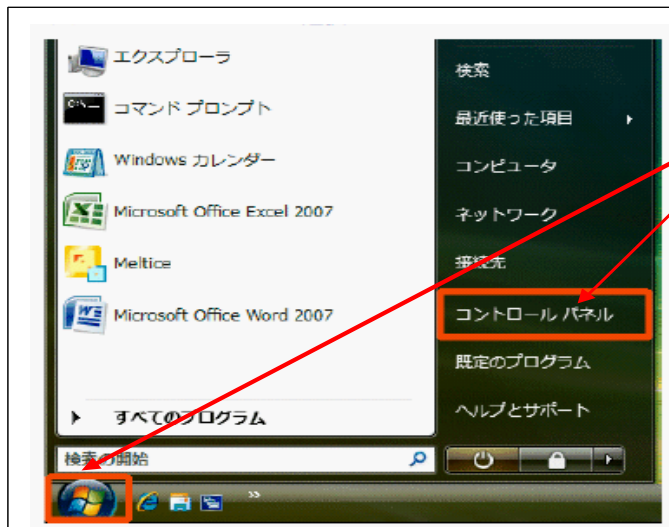 エクスプローラ
コマンド プロンプト
Windows カレンダー
Microsoft Office Excel 2007
Meltice
Microsoft Office Word 2007
すべてのプログラム
検索の開始
検索
最近使った項目
コンピュータ
ネットワーク
接続先
コントロール パネル
既定のプログラム
ヘルプとサポート